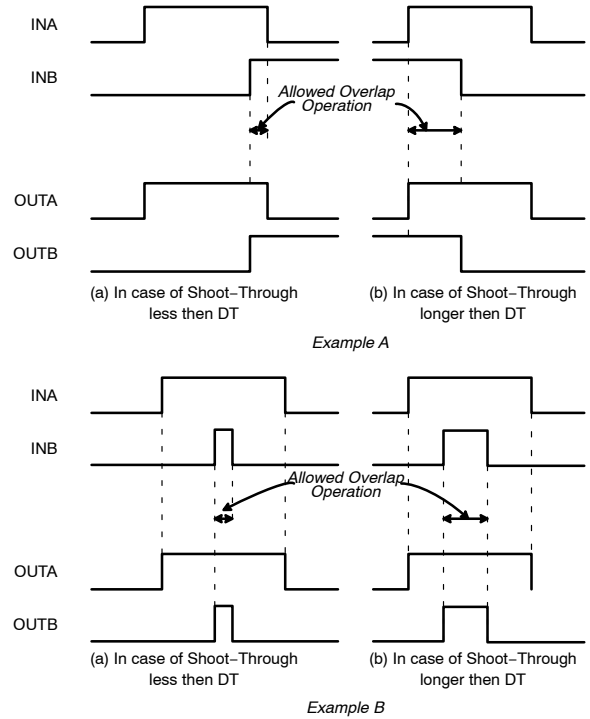 INA
INB
Allowed Overlap
Operation
OUTA
OUTB
(a) In case of Shoot−Through
less then DT
(b) In case of Shoot−Through
longer then DT
Example A
INA
INB
Allowed Overlap
Operation
OUTA
OUTB
(a) In case of Shoot−Through
less then DT
(b) In case of Shoot−Through
longer then DT
Example B